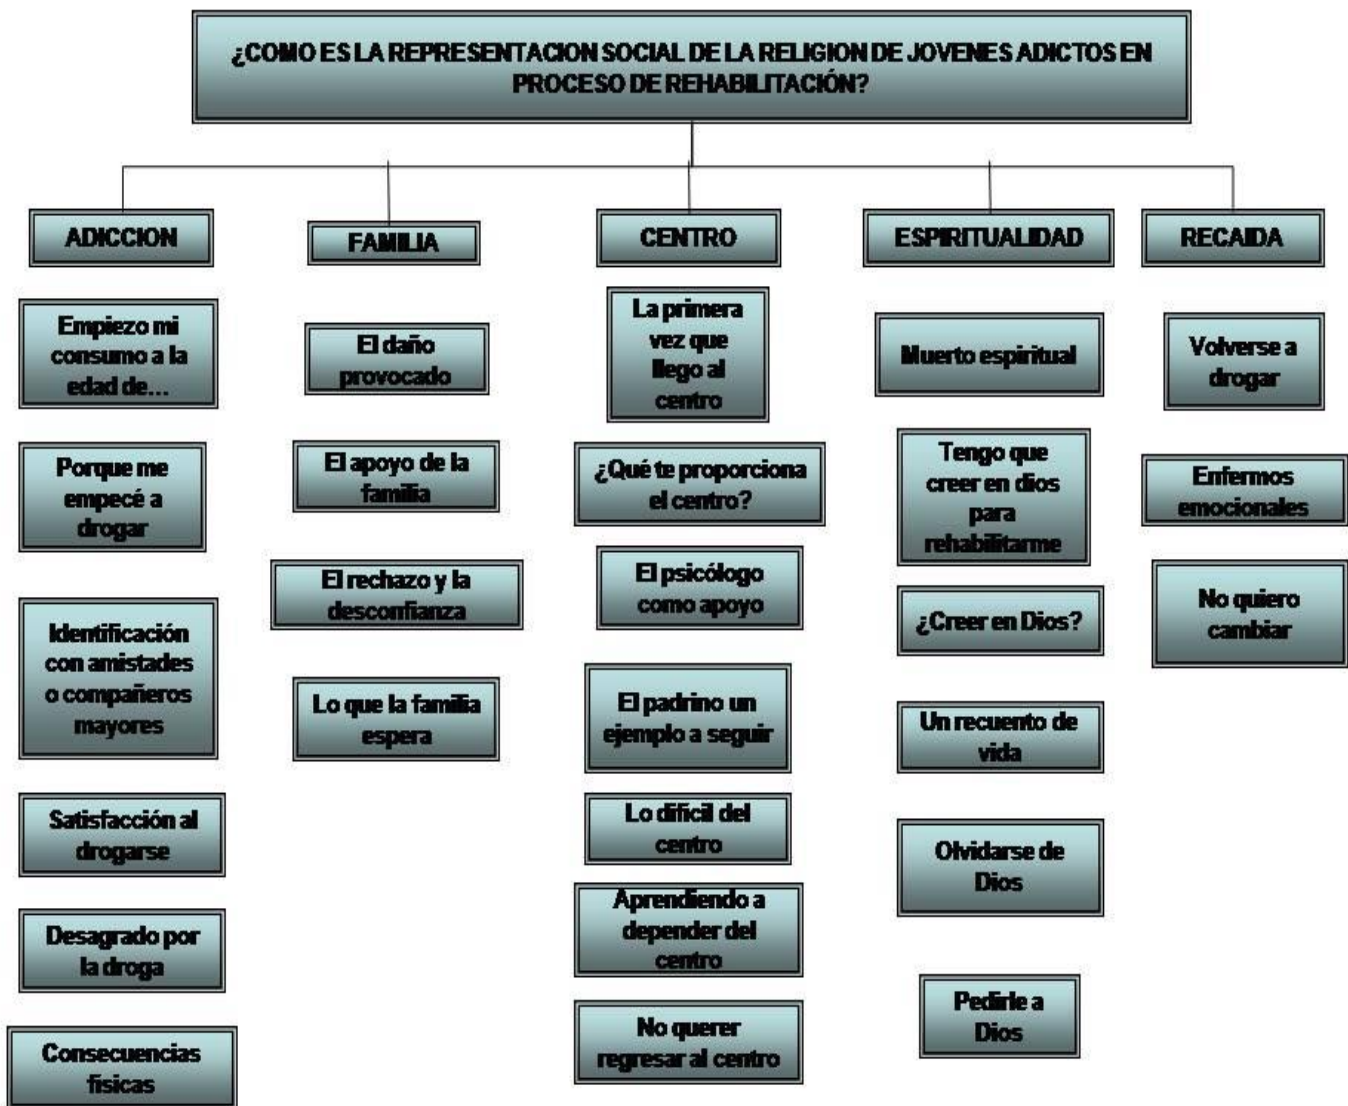 ¿COMO ES LA REPRESENTACION SOCIAL DE LA RELIGION DE JOVENES ADICTOS EN
PROCESO DE REHABILITACIÓN?
ADICCION
Empiezo mi
consumo a la
edad de...
Porque me
empecé a
drogar
Identificación
con amistades
o compañeros
mayores
Satisfacción al
drogarse
Desagrado por
la droga
Consecuencias
físicas
FAMILIA
El daño
provocado
El apoyo de la
familia
El rechazo y la
desconfianza
Lo que la familia
espera
CENTRO
La primera
vez que
llego al
centro
¿Qué te proporciona
el centro?
El psicólogo
como apoyo
El padrino un
ejemplo a seguir
Lo difícil del
centro
Aprendiendo a
depender del
centro
No querer
regresar al centro
ESPIRITUALIDAD
Muerto espiritual
Tengo que
creer en dios
para
rehabilitarme
¿Creer en Dios?
Un recuento de
vida
Olvidarse de
Dios
Pedirle a
Dios
RECAIDA
Volverse a
drogar
Enfermos
emocionales
No quiero
cambiar